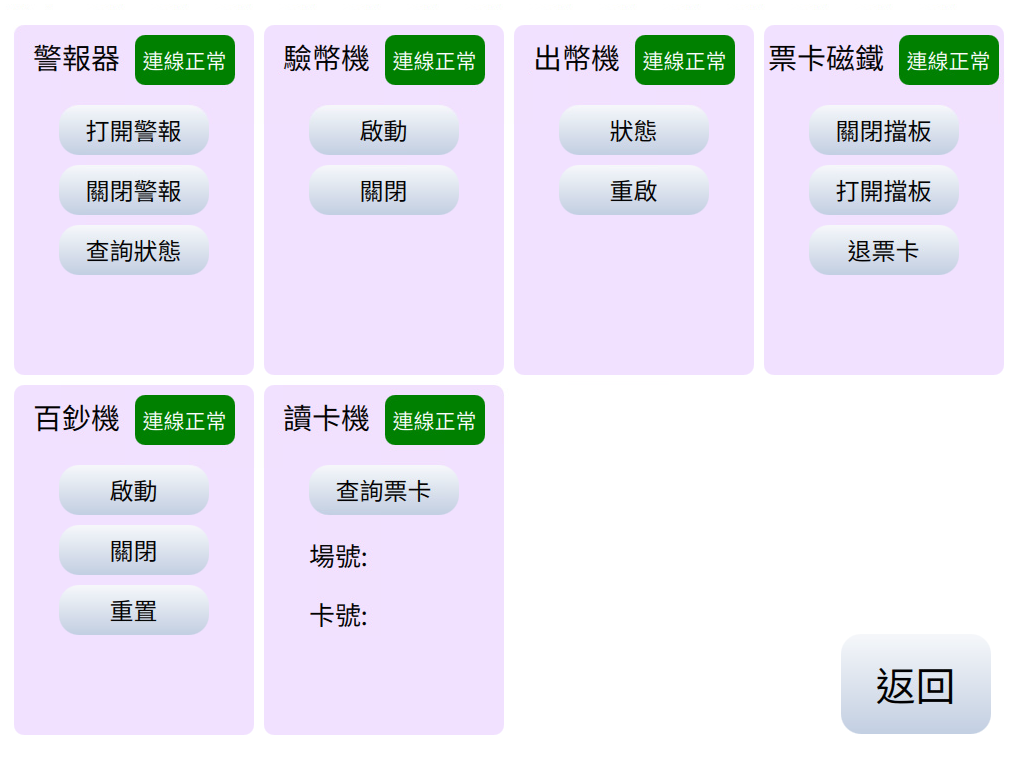 警報器 連線正常
打開警報
關閉警報
查詢狀態
驗幣機 連線正常
啟動
關閉
出幣機 連線正常
狀態
重啟
票卡磁鐵 連線正常
關閉擋板
打開擋板
退票卡
百鈔機 連線正常
啟動
關閉
重置
讀卡機 連線正常
查詢票卡
場號:
卡號:
返回